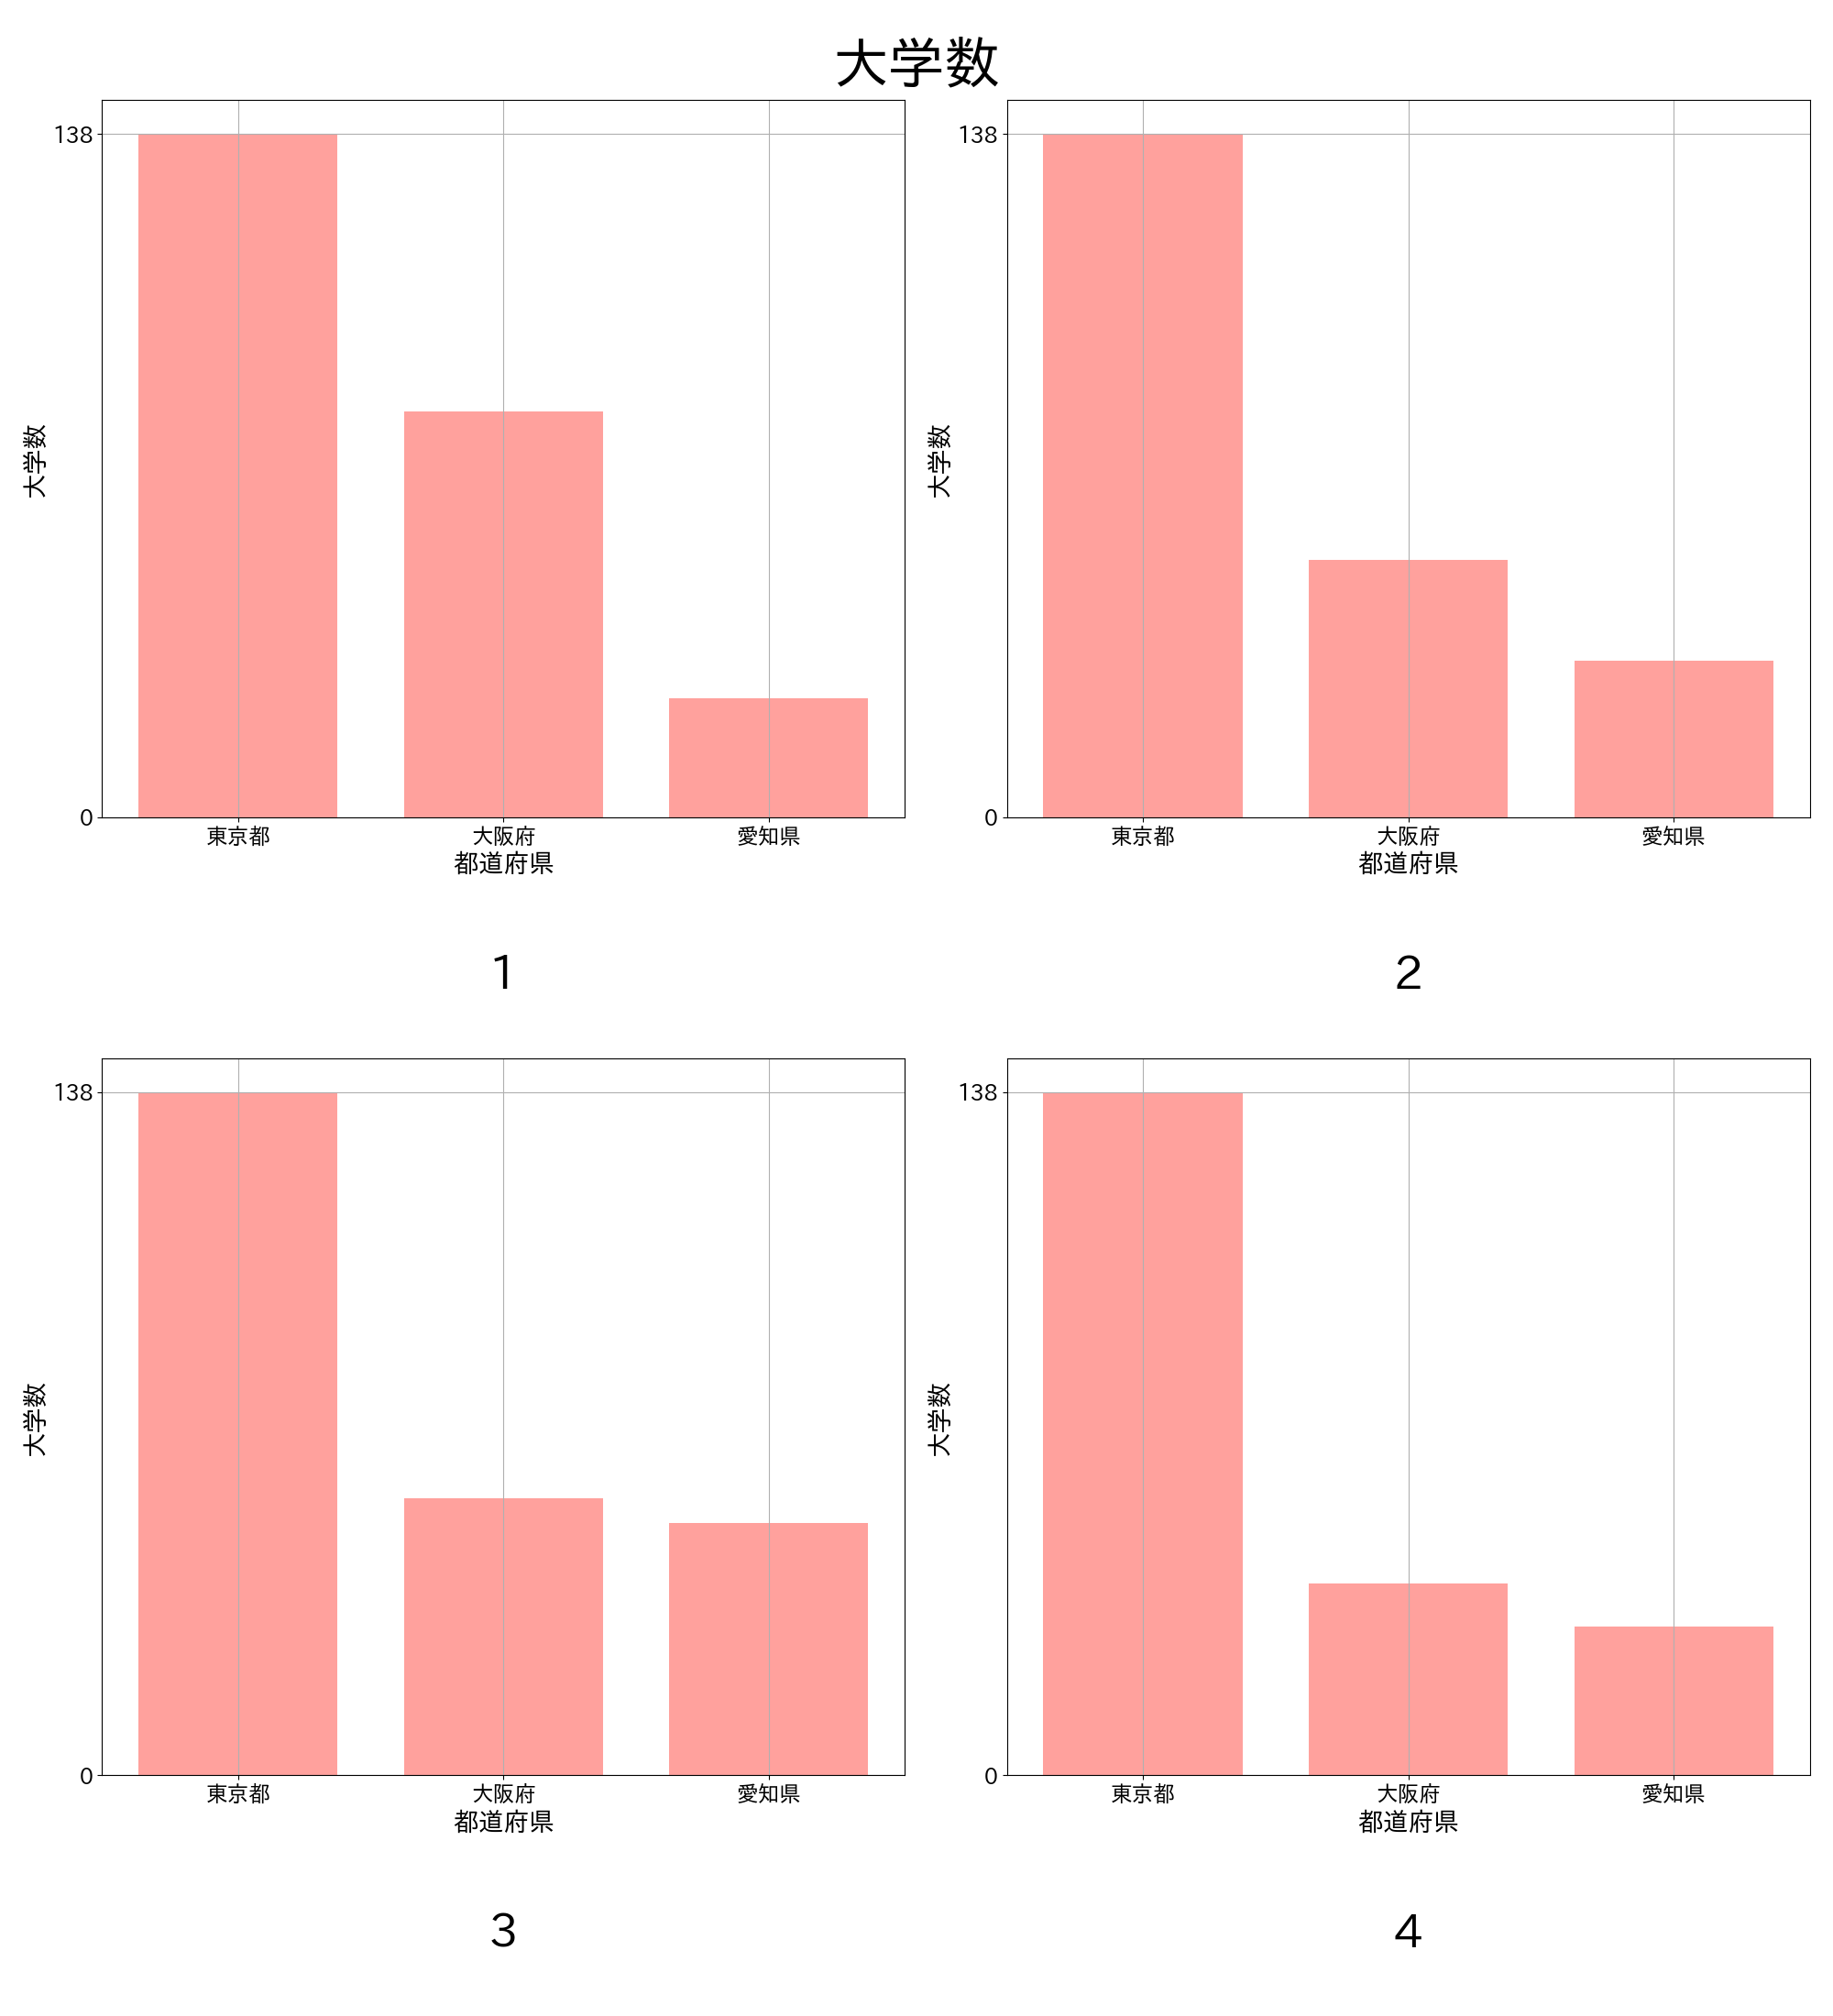 大学数
138
0
大学数
東京都 大阪府 愛知県
都道府県
1
138
0
大学数
東京都 大阪府 愛知県
都道府県
2
138
0
大学数
東京都 大阪府 愛知県
都道府県
3
138
0
大学数
東京都 大阪府 愛知県
都道府県
4